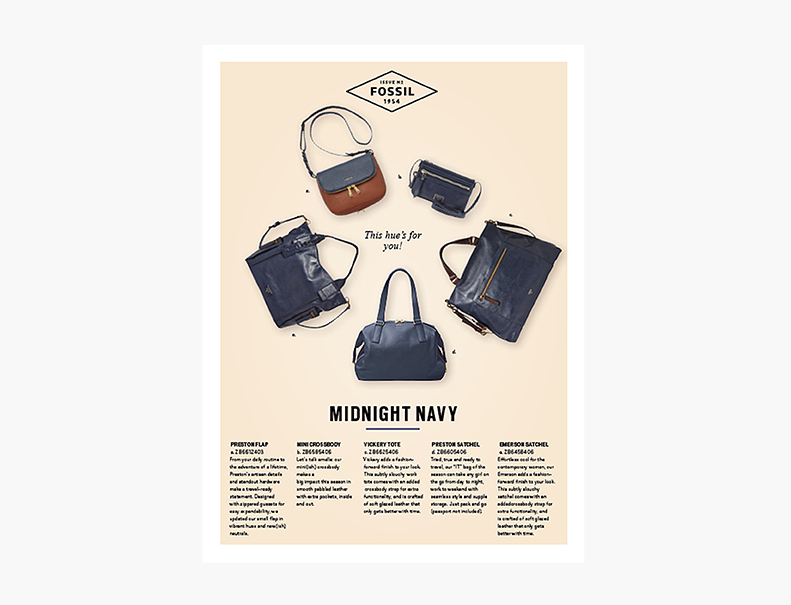 ISSUE Nº1
FOSSIL
1954
a.
b.
c.
This hue's for
you!
d.
e.
MIDNIGHT NAVY
PRESTON FLAP
a. ZB6612403
From your daily routine to
the adventure of a lifetime,
Preston's artisan details
and standout hardware
make a travel-ready
statement. Designed
with zippered gussets for
easy expandability, we
updated our small flap in
vibrant hues and new(ish)
neutrals.
MINI CROSSBODY
b. ZB6585406
Let's talk smalls: our
mini(ish) crossbody
makes a
big impact this season in
smooth pebbled leather
with extra pockets, inside
and out.
VICKERY TOTE
c. ZB6625406
Vickery adds a fashion-
forward finish to your look.
This subtly slouchy work
tote comes with an added
crossbody strap for extra
functionality, and is crafted
of soft glazed leather that
only gets better with time.
PRESTON SATCHEL
d. ZB6605406
Tried, true and ready to
travel, our "IT" bag of the
season can take any girl on
the go from day to night,
work to weekend with
seamless style and supple
storage. Just pack and go
(passport not included).
EMERSON SATCHEL
e. ZB6458406
Effortless cool for the
contemporary woman, our
Emerson adds a fashion-
forward finish to your look.
This subtly slouchy
satchel comes with an
addedcrossbody strap for
extra functionality, and
is crafted of soft glazed
leather that only gets
better with time.